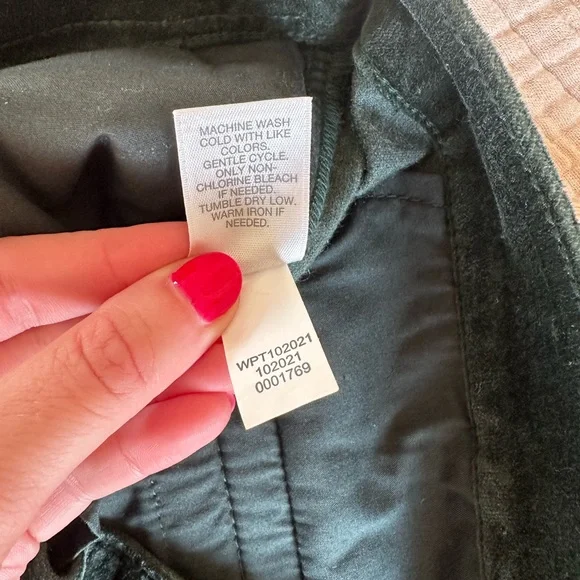 MACHINE WASH
COLD WITH LIKE
COLORS.
GENTLE CYCLE.
ONLY NON-
CHLORINE BLEACH
IF NEEDED.
TUMBLE DRY LOW.
WARM IRON IF
NEEDED.
WPT102021
102021
0001769